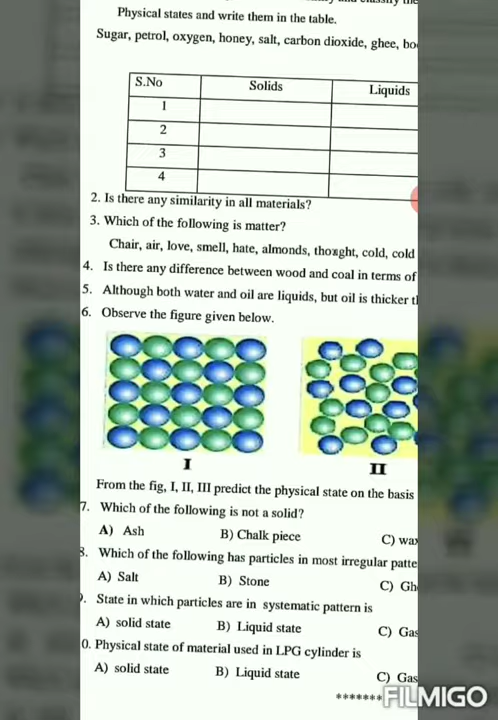 Physical states and write them in the table.
Sugar, petrol, oxygen, honey, salt, carbon dioxide, ghee,
S.No Solids Liquids
1
2
3
4
2. Is there any similarity in all materials?
3. Which of the following is matter?
Chair, air, love, smell, hate, almonds, thought, cold, cold
4. Is there any difference between wood and coal in terms of
5. Although both water and oil are liquids, but oil is thicker
6. Observe the figure given below.
I II
From the fig, I, II, III predict the physical state on the basis
7. Which of the following is not a solid?
A) Ash B) Chalk piece C)
8. Which of the following has particles in most irregular
A) Salt B) Stone C)
State in which particles are in systematic pattern is
A) solid state B) Liquid state C) Gas
0. Physical state of material used in LPG cylinder is
A) solid state B) Liquid state C) Gas
*******
FILMIGO